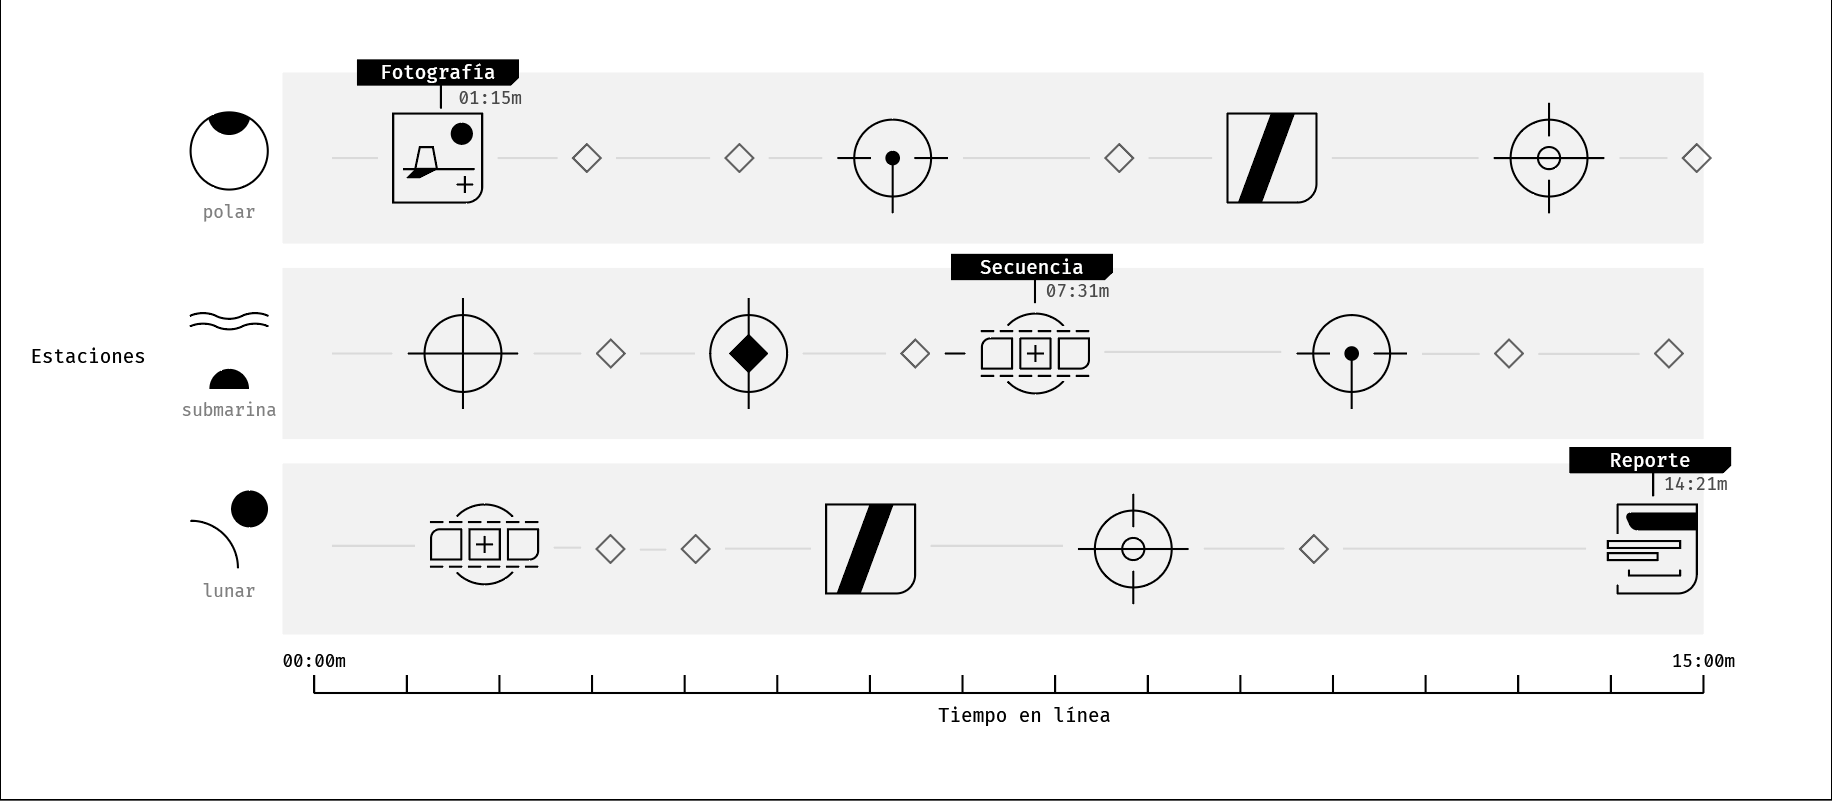 Fotografía
01:15m
polar
Secuencia
07:31m
Estaciones
submarina
Reporte
14:21m
lunar
00:00m
15:00m
Tiempo en línea